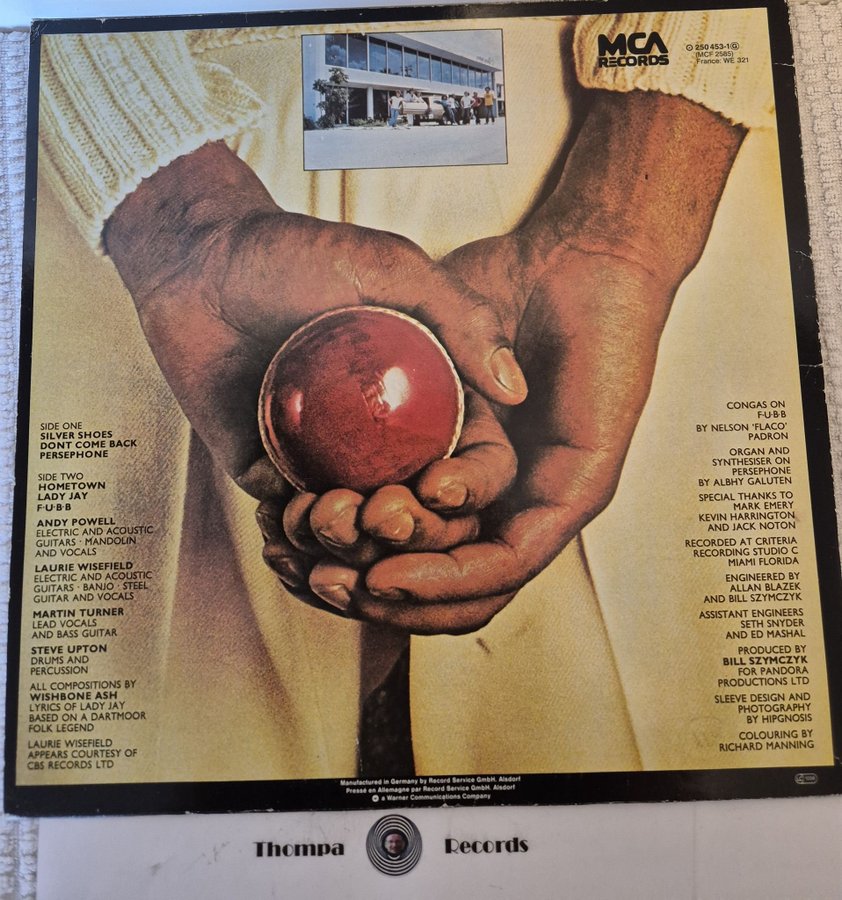 MCA
RECORDS
℗ 250 453-1 Ⓖ
(MCF 2585)
France: WE 321
SIDE ONE
SILVER SHOES
DONT COME BACK
PERSEPHONE
SIDE TWO
HOMETOWN
LADY JAY
F·U·B·B
ANDY POWELL
ELECTRIC AND ACOUSTIC
GUITARS · MANDOLIN
AND VOCALS
LAURIE WISEFIELD
ELECTRIC AND ACOUSTIC
GUITARS · BANJO · STEEL
GUITAR AND VOCALS
MARTIN TURNER
LEAD VOCALS
AND BASS GUITAR
STEVE UPTON
DRUMS AND
PERCUSSION
ALL COMPOSITIONS BY
WISHBONE ASH
LYRICS OF LADY JAY
BASED ON A DARTMOOR
FOLK LEGEND
LAURIE WISEFIELD
APPEARS COURTESY OF
CBS RECORDS LTD
CONGAS ON
F·U·B·B
BY NELSON 'FLACO'
PADRON
ORGAN AND
SYNTHESISER ON
PERSEPHONE
BY ALBHY GALUTEN
SPECIAL THANKS TO
MARK EMERY
KEVIN HARRINGTON
AND JACK NOTON
RECORDED AT CRITERIA
RECORDING STUDIO C
MIAMI FLORIDA
ENGINEERED BY
ALLAN BLAZEK
AND BILL SZYMCZYK
ASSISTANT ENGINEERS
SETH SNYDER
AND ED MASHAL
PRODUCED BY
BILL SZYMCZYK
FOR PANDORA
PRODUCTIONS LTD
SLEEVE DESIGN AND
PHOTOGRAPHY
BY HIPGNOSIS
COLOURING BY
RICHARD MANNING
Manufactured in Germany by Record Service GmbH. Alsdorf
Pressé en Allemagne par Record Service GmbH. Alsdorf
a Warner Communications Company
Thompa Records